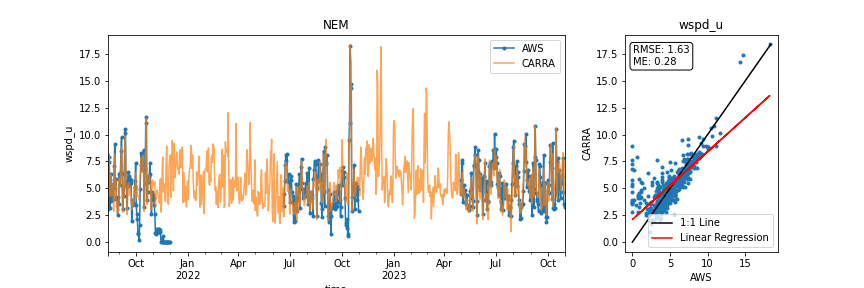 NEM
wspd_u
17.5
15.0
12.5
10.0
7.5
5.0
2.5
0.0
AWS
CARRA
Oct
Jan
2022
Apr
Jul
Oct
Jan
2023
Apr
Jul
Oct
time
wspd_u
CARRA
17.5
15.0
12.5
10.0
7.5
5.0
2.5
0.0
RMSE: 1.63
ME: 0.28
1:1 Line
Linear Regression
0
5
10
15
AWS